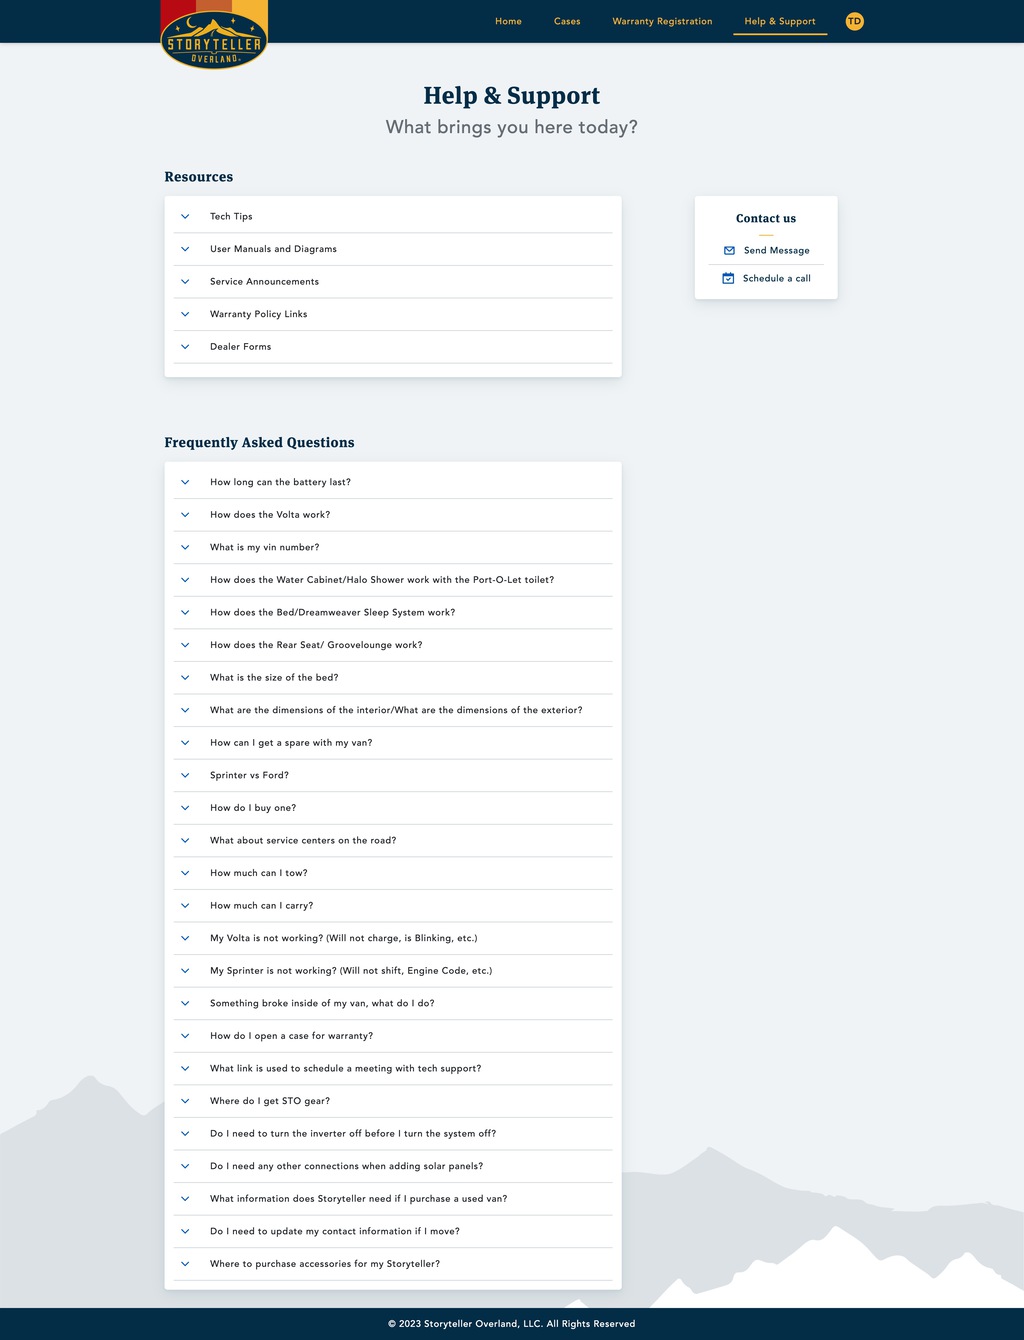 STORYTELLER
OVERLAND
Home
Cases
Warranty Registration
Help & Support
TD
Help & Support
What brings you here today?
Resources
Tech Tips
User Manuals and Diagrams
Service Announcements
Warranty Policy Links
Dealer Forms
Contact us
Send Message
Schedule a call
Frequently Asked Questions
How long can the battery last?
How does the Volta work?
What is my vin number?
How does the Water Cabinet/Halo Shower work with the Port-O-Let toilet?
How does the Bed/Dreamweaver Sleep System work?
How does the Rear Seat/ Groovelounge work?
What is the size of the bed?
What are the dimensions of the interior/What are the dimensions of the exterior?
How can I get a spare with my van?
Sprinter vs Ford?
How do I buy one?
What about service centers on the road?
How much can I tow?
How much can I carry?
My Volta is not working? (Will not charge, is Blinking, etc.)
My Sprinter is not working? (Will not shift, Engine Code, etc.)
Something broke inside of my van, what do I do?
How do I open a case for warranty?
What link is used to schedule a meeting with tech support?
Where do I get STO gear?
Do I need to turn the inverter off before I turn the system off?
Do I need any other connections when adding solar panels?
What information does Storyteller need if I purchase a used van?
Do I need to update my contact information if I move?
Where to purchase accessories for my Storyteller?
© 2023 Storyteller Overland, LLC. All Rights Reserved